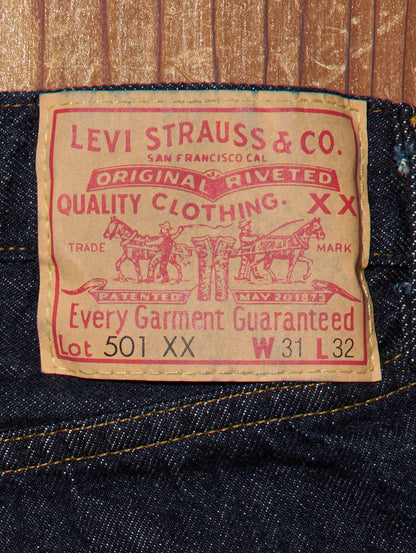 LEVI STRAUSS & CO.
SAN FRANCISCO CAL
ORIGINAL RIVETED
QUALITY CLOTHING. XX
TRADE MARK
PATENTED MAY 20 1873
Every Garment Guaranteed
Lot 501 XX W 31 L 32